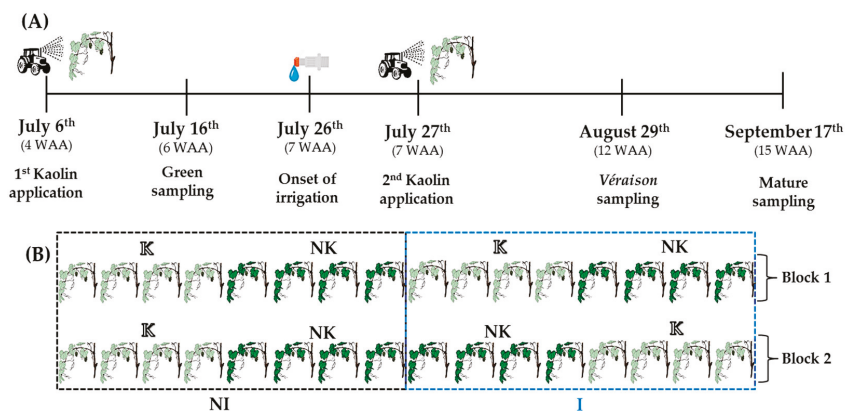 (A)
July 6th July 16th July 26th July 27th August 29th September 17th
(4 WAA) (6 WAA) (7 WAA) (7 WAA) (12 WAA) (15 WAA)
1st Kaolin Green Onset of 2nd Kaolin Véraison Mature
application sampling irrigation application sampling sampling
(B)
𝕂 NK 𝕂 NK
Block 1
𝕂 NK NK 𝕂
Block 2
NI I